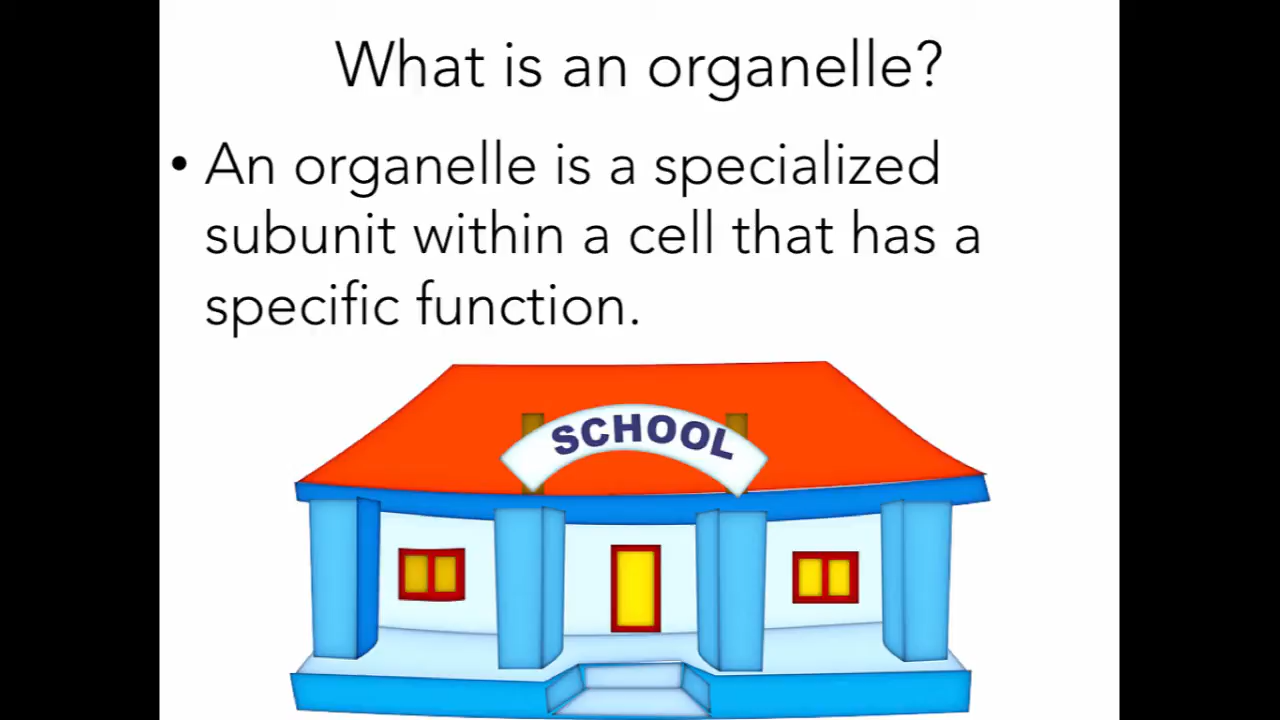 What is an organelle?
• An organelle is a specialized
subunit within a cell that has a
specific function.
SCHOOL